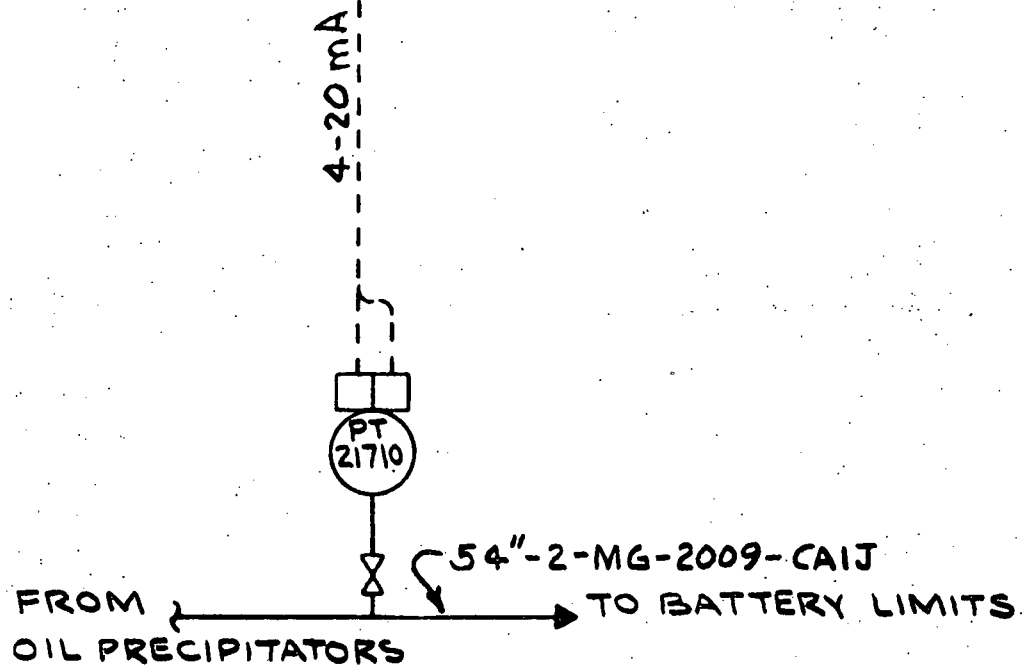 4-20 mA
PT
21710
54"-2-MG-2009-CAIJ
FROM
OIL PRECIPITATORS
TO BATTERY LIMITS